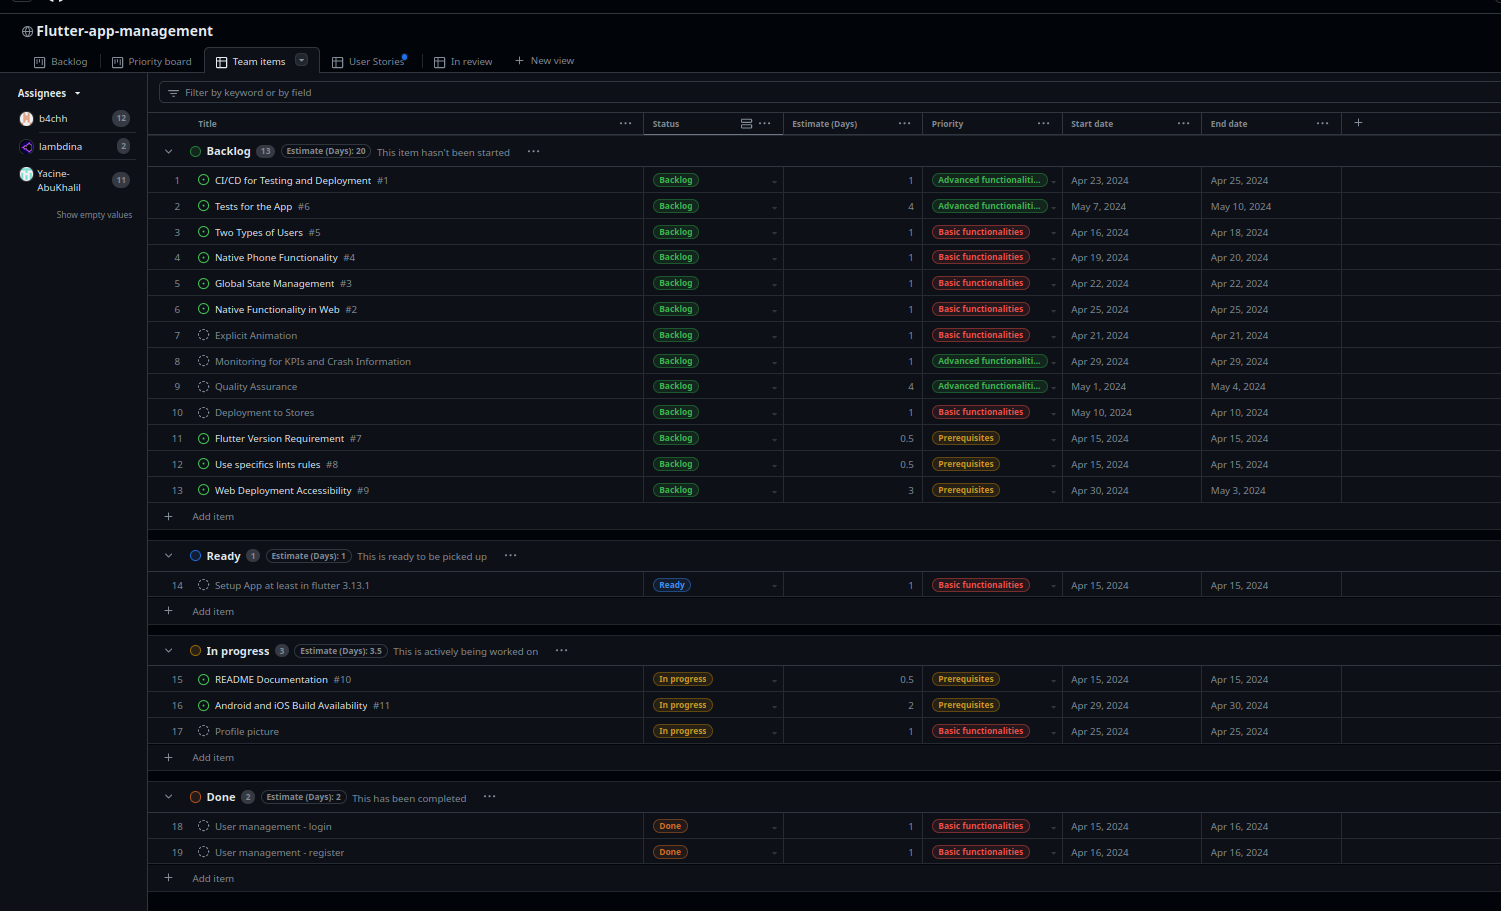 Flutter-app-management
Backlog Priority board Team items User Stories In review + New view
Assignees
b4chh 12
lambdina 2
Yacine-AbuKhalil 11
Show empty values
Filter by keyword or by field
Title ... Status ... Estimate (Days) ... Priority ... Start date ... End date ... +
Backlog 13 Estimate (Days): 20 This item hasn't been started ...
1 CI/CD for Testing and Deployment #1 Backlog 1 Advanced functionaliti... Apr 23, 2024 Apr 25, 2024
2 Tests for the App #6 Backlog 4 Advanced functionaliti... May 7, 2024 May 10, 2024
3 Two Types of Users #5 Backlog 1 Basic functionalities Apr 16, 2024 Apr 18, 2024
4 Native Phone Functionality #4 Backlog 1 Basic functionalities Apr 19, 2024 Apr 20, 2024
5 Global State Management #3 Backlog 1 Basic functionalities Apr 22, 2024 Apr 22, 2024
6 Native Functionality in Web #2 Backlog 1 Basic functionalities Apr 25, 2024 Apr 25, 2024
7 Explicit Animation Backlog 1 Basic functionalities Apr 21, 2024 Apr 21, 2024
8 Monitoring for KPIs and Crash Information Backlog 1 Advanced functionaliti... Apr 29, 2024 Apr 29, 2024
9 Quality Assurance Backlog 4 Advanced functionaliti... May 1, 2024 May 4, 2024
10 Deployment to Stores Backlog 1 Basic functionalities May 10, 2024 Apr 10, 2024
11 Flutter Version Requirement #7 Backlog 0.5 Prerequisites Apr 15, 2024 Apr 15, 2024
12 Use specifics lints rules #8 Backlog 0.5 Prerequisites Apr 15, 2024 Apr 15, 2024
13 Web Deployment Accessibility #9 Backlog 3 Prerequisites Apr 30, 2024 May 3, 2024
+ Add item
Ready 1 Estimate (Days): 1 This is ready to be picked up ...
14 Setup App at least in flutter 3.13.1 Ready 1 Basic functionalities Apr 15, 2024 Apr 15, 2024
+ Add item
In progress 3 Estimate (Days): 3.5 This is actively being worked on ...
15 README Documentation #10 In progress 0.5 Prerequisites Apr 15, 2024 Apr 15, 2024
16 Android and iOS Build Availability #11 In progress 2 Prerequisites Apr 29, 2024 Apr 30, 2024
17 Profile picture In progress 1 Basic functionalities Apr 25, 2024 Apr 25, 2024
+ Add item
Done 2 Estimate (Days): 2 This has been completed ...
18 User management - login Done 1 Basic functionalities Apr 15, 2024 Apr 16, 2024
19 User management - register Done 1 Basic functionalities Apr 16, 2024 Apr 16, 2024
+ Add item